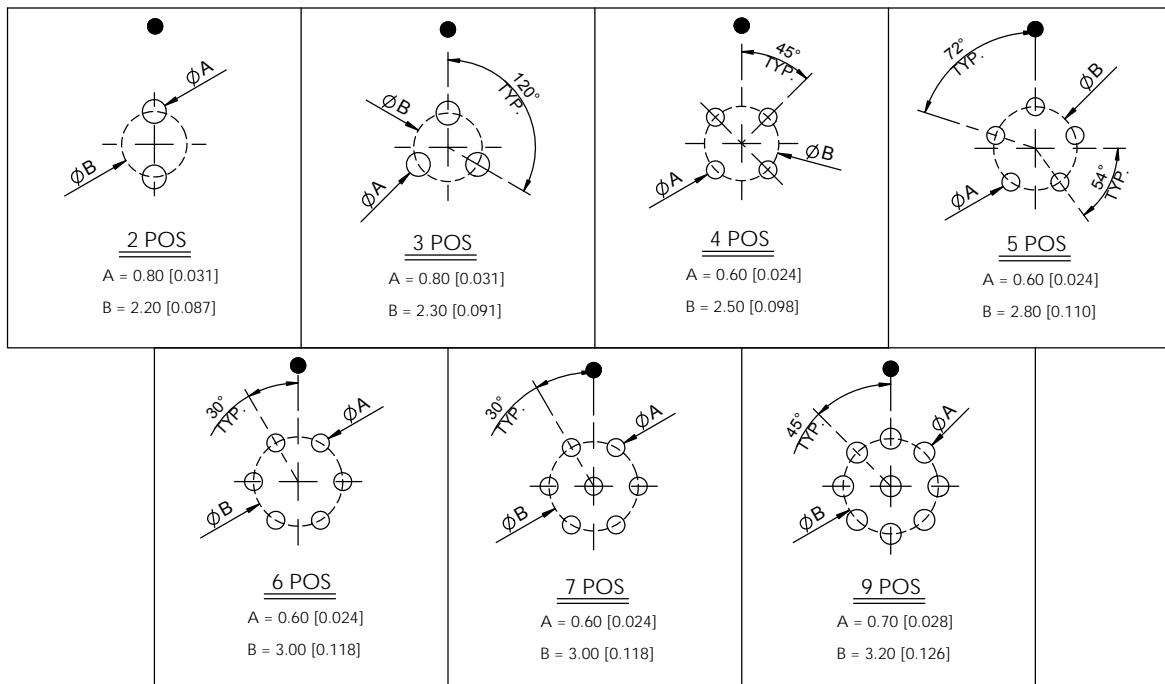 ØA
ØB
2 POS
A = 0.80 [0.031]
B = 2.20 [0.087]
120°
TYP.
ØB
ØA
3 POS
A = 0.80 [0.031]
B = 2.30 [0.091]
45°
TYP.
ØB
ØA
4 POS
A = 0.60 [0.024]
B = 2.50 [0.098]
72°
TYP.
ØB
54°
TYP.
ØA
5 POS
A = 0.60 [0.024]
B = 2.80 [0.110]
30°
TYP.
ØA
ØB
6 POS
A = 0.60 [0.024]
B = 3.00 [0.118]
30°
TYP.
ØA
ØB
7 POS
A = 0.60 [0.024]
B = 3.00 [0.118]
45°
TYP.
ØA
ØB
9 POS
A = 0.70 [0.028]
B = 3.20 [0.126]